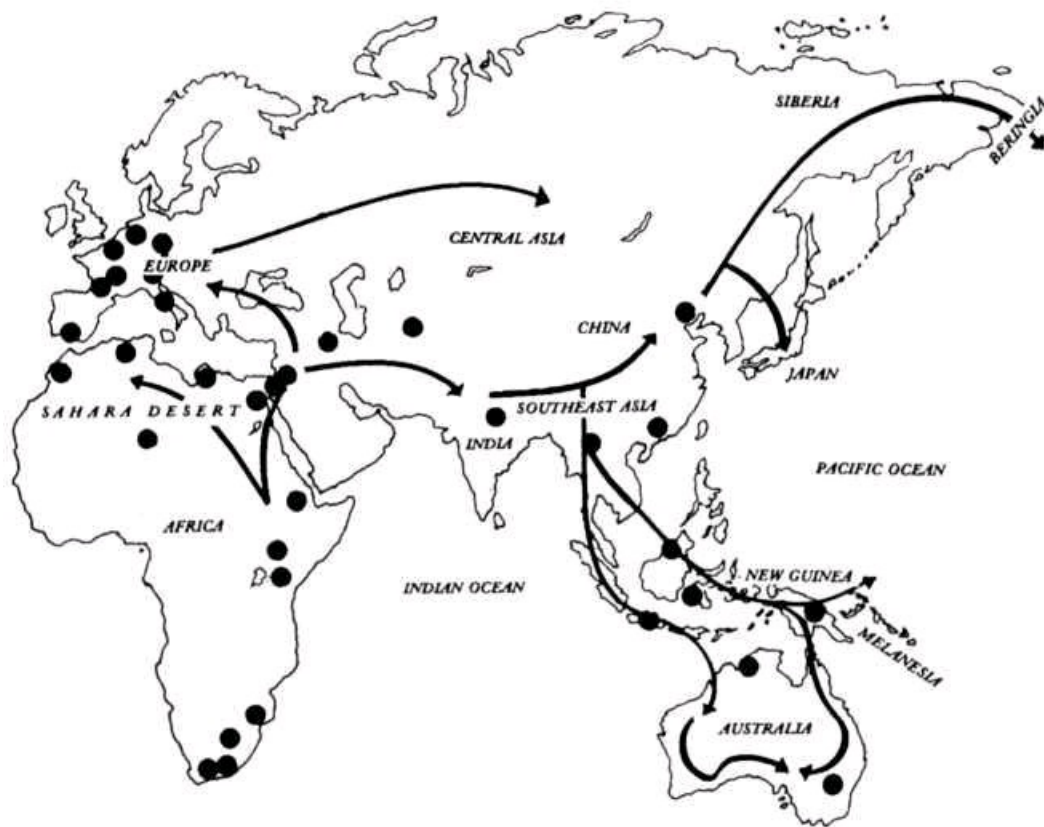 SIBERIA
BERINGIA
CENTRAL ASIA
EUROPE
CHINA
JAPAN
SAHARA DESERT
SOUTHEAST ASIA
INDIA
PACIFIC OCEAN
AFRICA
INDIAN OCEAN
NEW GUINEA
MELANESIA
AUSTRALIA